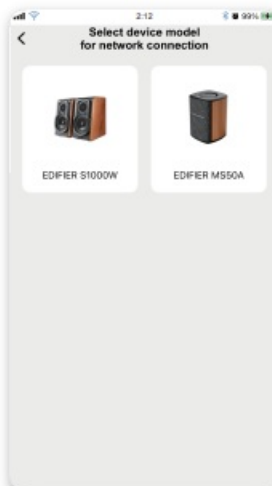 2:12
99%
Select device model
for network connection
EDIFIER S1000W
EDIFIER MS50A